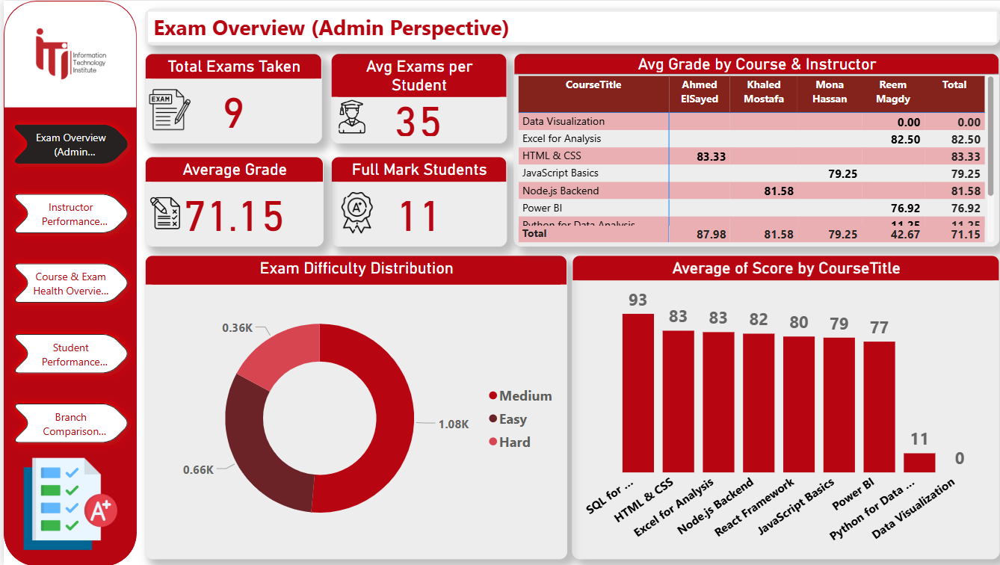 iTi
Information
Technology
Institute
Exam Overview
(Admin...
Instructor
Performance...
Course & Exam
Health Overvie...
Student
Performance...
Branch
Comparison...
A+
Exam Overview (Admin Perspective)
Total Exams Taken
EXAM
9
Avg Exams per
Student
35
Average Grade
71.15
Full Mark Students
A+
11
Avg Grade by Course & Instructor
CourseTitle Ahmed ElSayed Khaled Mostafa Mona Hassan Reem Magdy Total
Data Visualization 0.00 0.00
Excel for Analysis 82.50 82.50
HTML & CSS 83.33 83.33
JavaScript Basics 79.25 79.25
Node.js Backend 81.58 81.58
Power BI 76.92 76.92
Python for Data Analysis 11.25 11.25
Total 87.98 81.58 79.25 42.67 71.15
Exam Difficulty Distribution
0.36K
1.08K
0.66K
Medium
Easy
Hard
Average of Score by CourseTitle
93
83
83
82
80
79
77
11
0
SQL for ...
HTML & CSS
Excel for Analysis
Node.js Backend
React Framework
JavaScript Basics
Power BI
Python for Data ...
Data Visualization